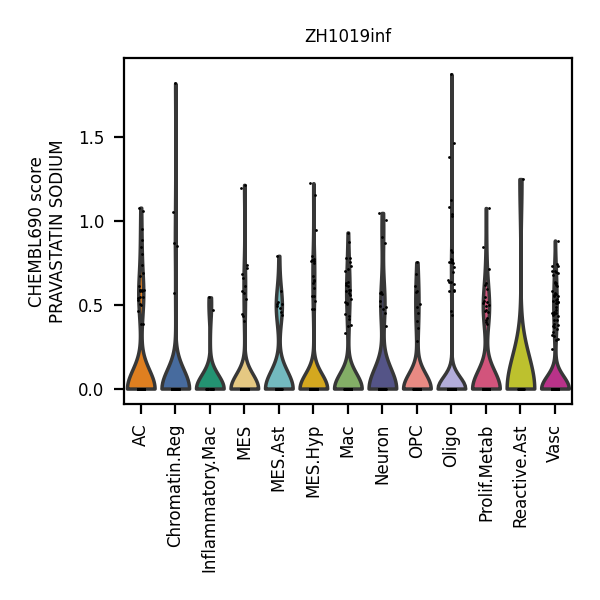 ZH1019inf
CHEMBL690 score
PRAVASTATIN SODIUM
1.5
1.0
0.5
0.0
AC
Chromatin.Reg
Inflammatory.Mac
MES
MES.Ast
MES.Hyp
Mac
Neuron
OPC
Oligo
Prolif.Metab
Reactive.Ast
Vasc